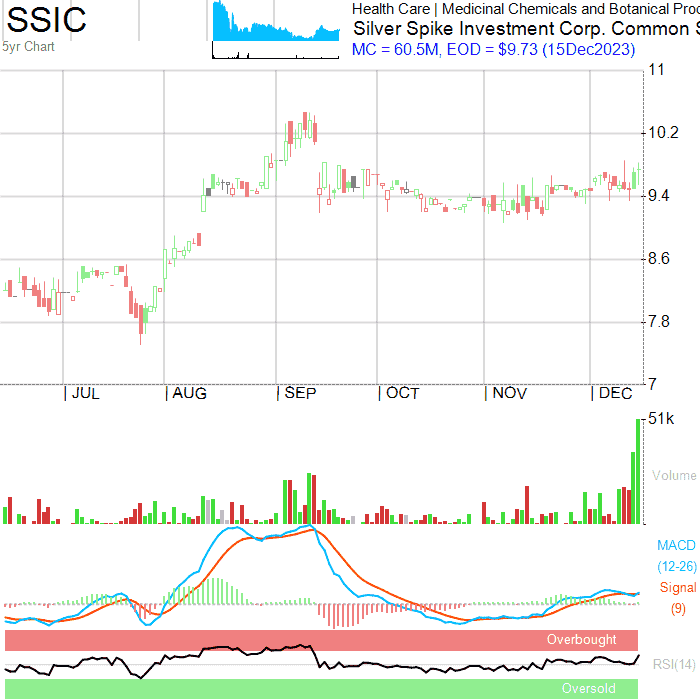 SSIC
5yr Chart
Health Care | Medicinal Chemicals and Botanical Pro
Silver Spike Investment Corp. Common S
MC = 60.5M, EOD = $9.73 (15Dec2023)
11
10.2
9.4
8.6
7.8
7
JUL AUG SEP OCT NOV DEC
51k
Volume
MACD
(12-26)
Signal
(9)
Overbought
RSI(14)
Oversold